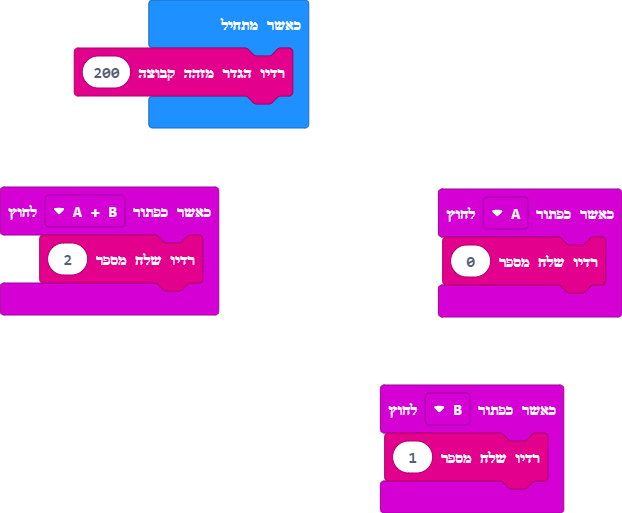 כאשר מתחיל
רדיו הגדר מזהה קבוצה 200
כאשר כפתור A לחוץ
רדיו שלח מספר 0
כאשר כפתור A + B לחוץ
רדיו שלח מספר 2
כאשר כפתור B לחוץ
רדיו שלח מספר 1